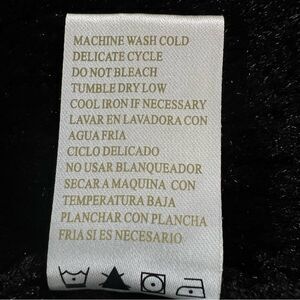 MACHINE WASH COLD
DELICATE CYCLE
DO NOT BLEACH
TUMBLE DRY LOW
COOL IRON IF NECESSARY
LAVAR EN LAVADORA CON
AGUA FRIA
CICLO DELICADO
NO USAR BLANQUEADOR
SECAR A MAQUINA CON
TEMPERATURA BAJA
PLANCHAR CON PLANCHA
FRIA SI ES NECESARIO